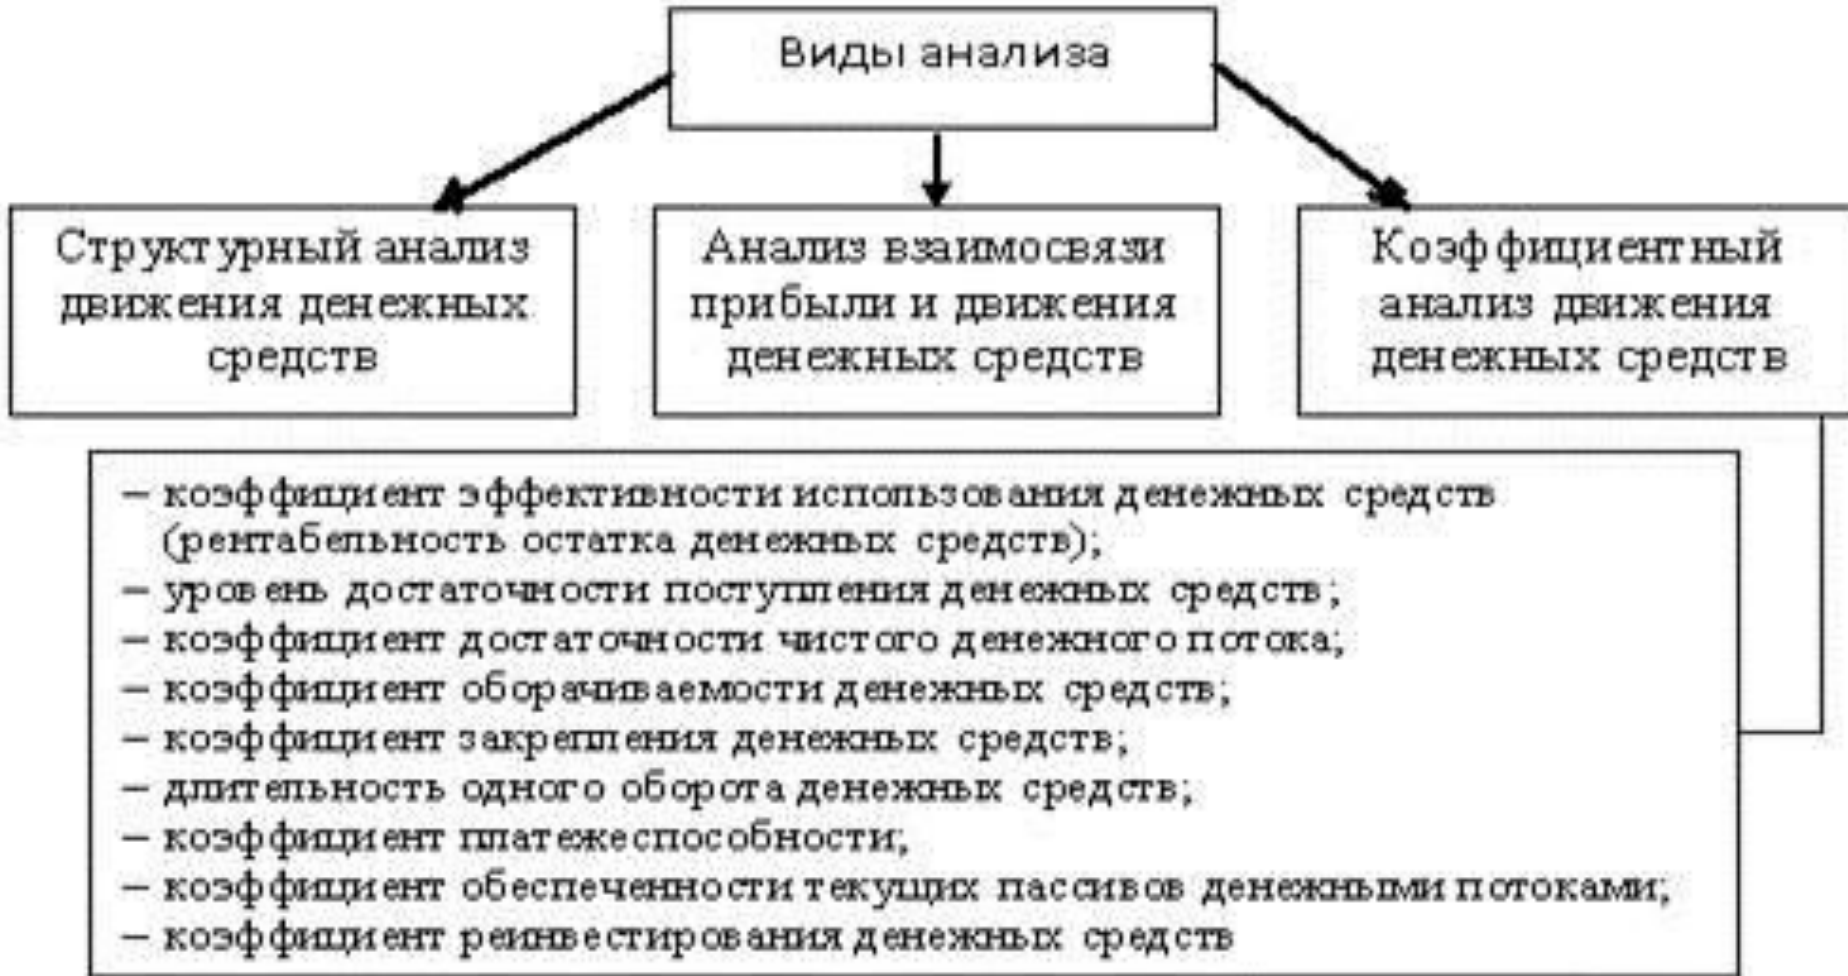 Виды анализа
Структурный анализ
движения денежных
средств
Анализ взаимосвязи
прибыли и движения
денежных средств
Коэффициентный
анализ движения
денежных средств
– коэффициент эффективности использования денежных средств
(рентабельность остатка денежных средств);
– уровень достаточности поступления денежных средств;
– коэффициент достаточности чистого денежного потока;
– коэффициент оборачиваемости денежных средств;
– коэффициент закрепления денежных средств;
– длительность одного оборота денежных средств;
– коэффициент платежеспособности;
– коэффициент обеспеченности текущих пассивов денежными потоками;
– коэффициент реинвестирования денежных средств